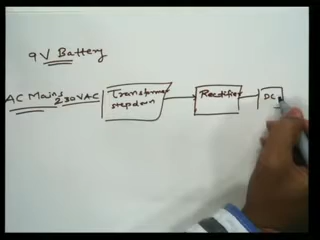 9V Battery
AC Mains 230VAC
Transformer
stepdown
Rectifier
DC